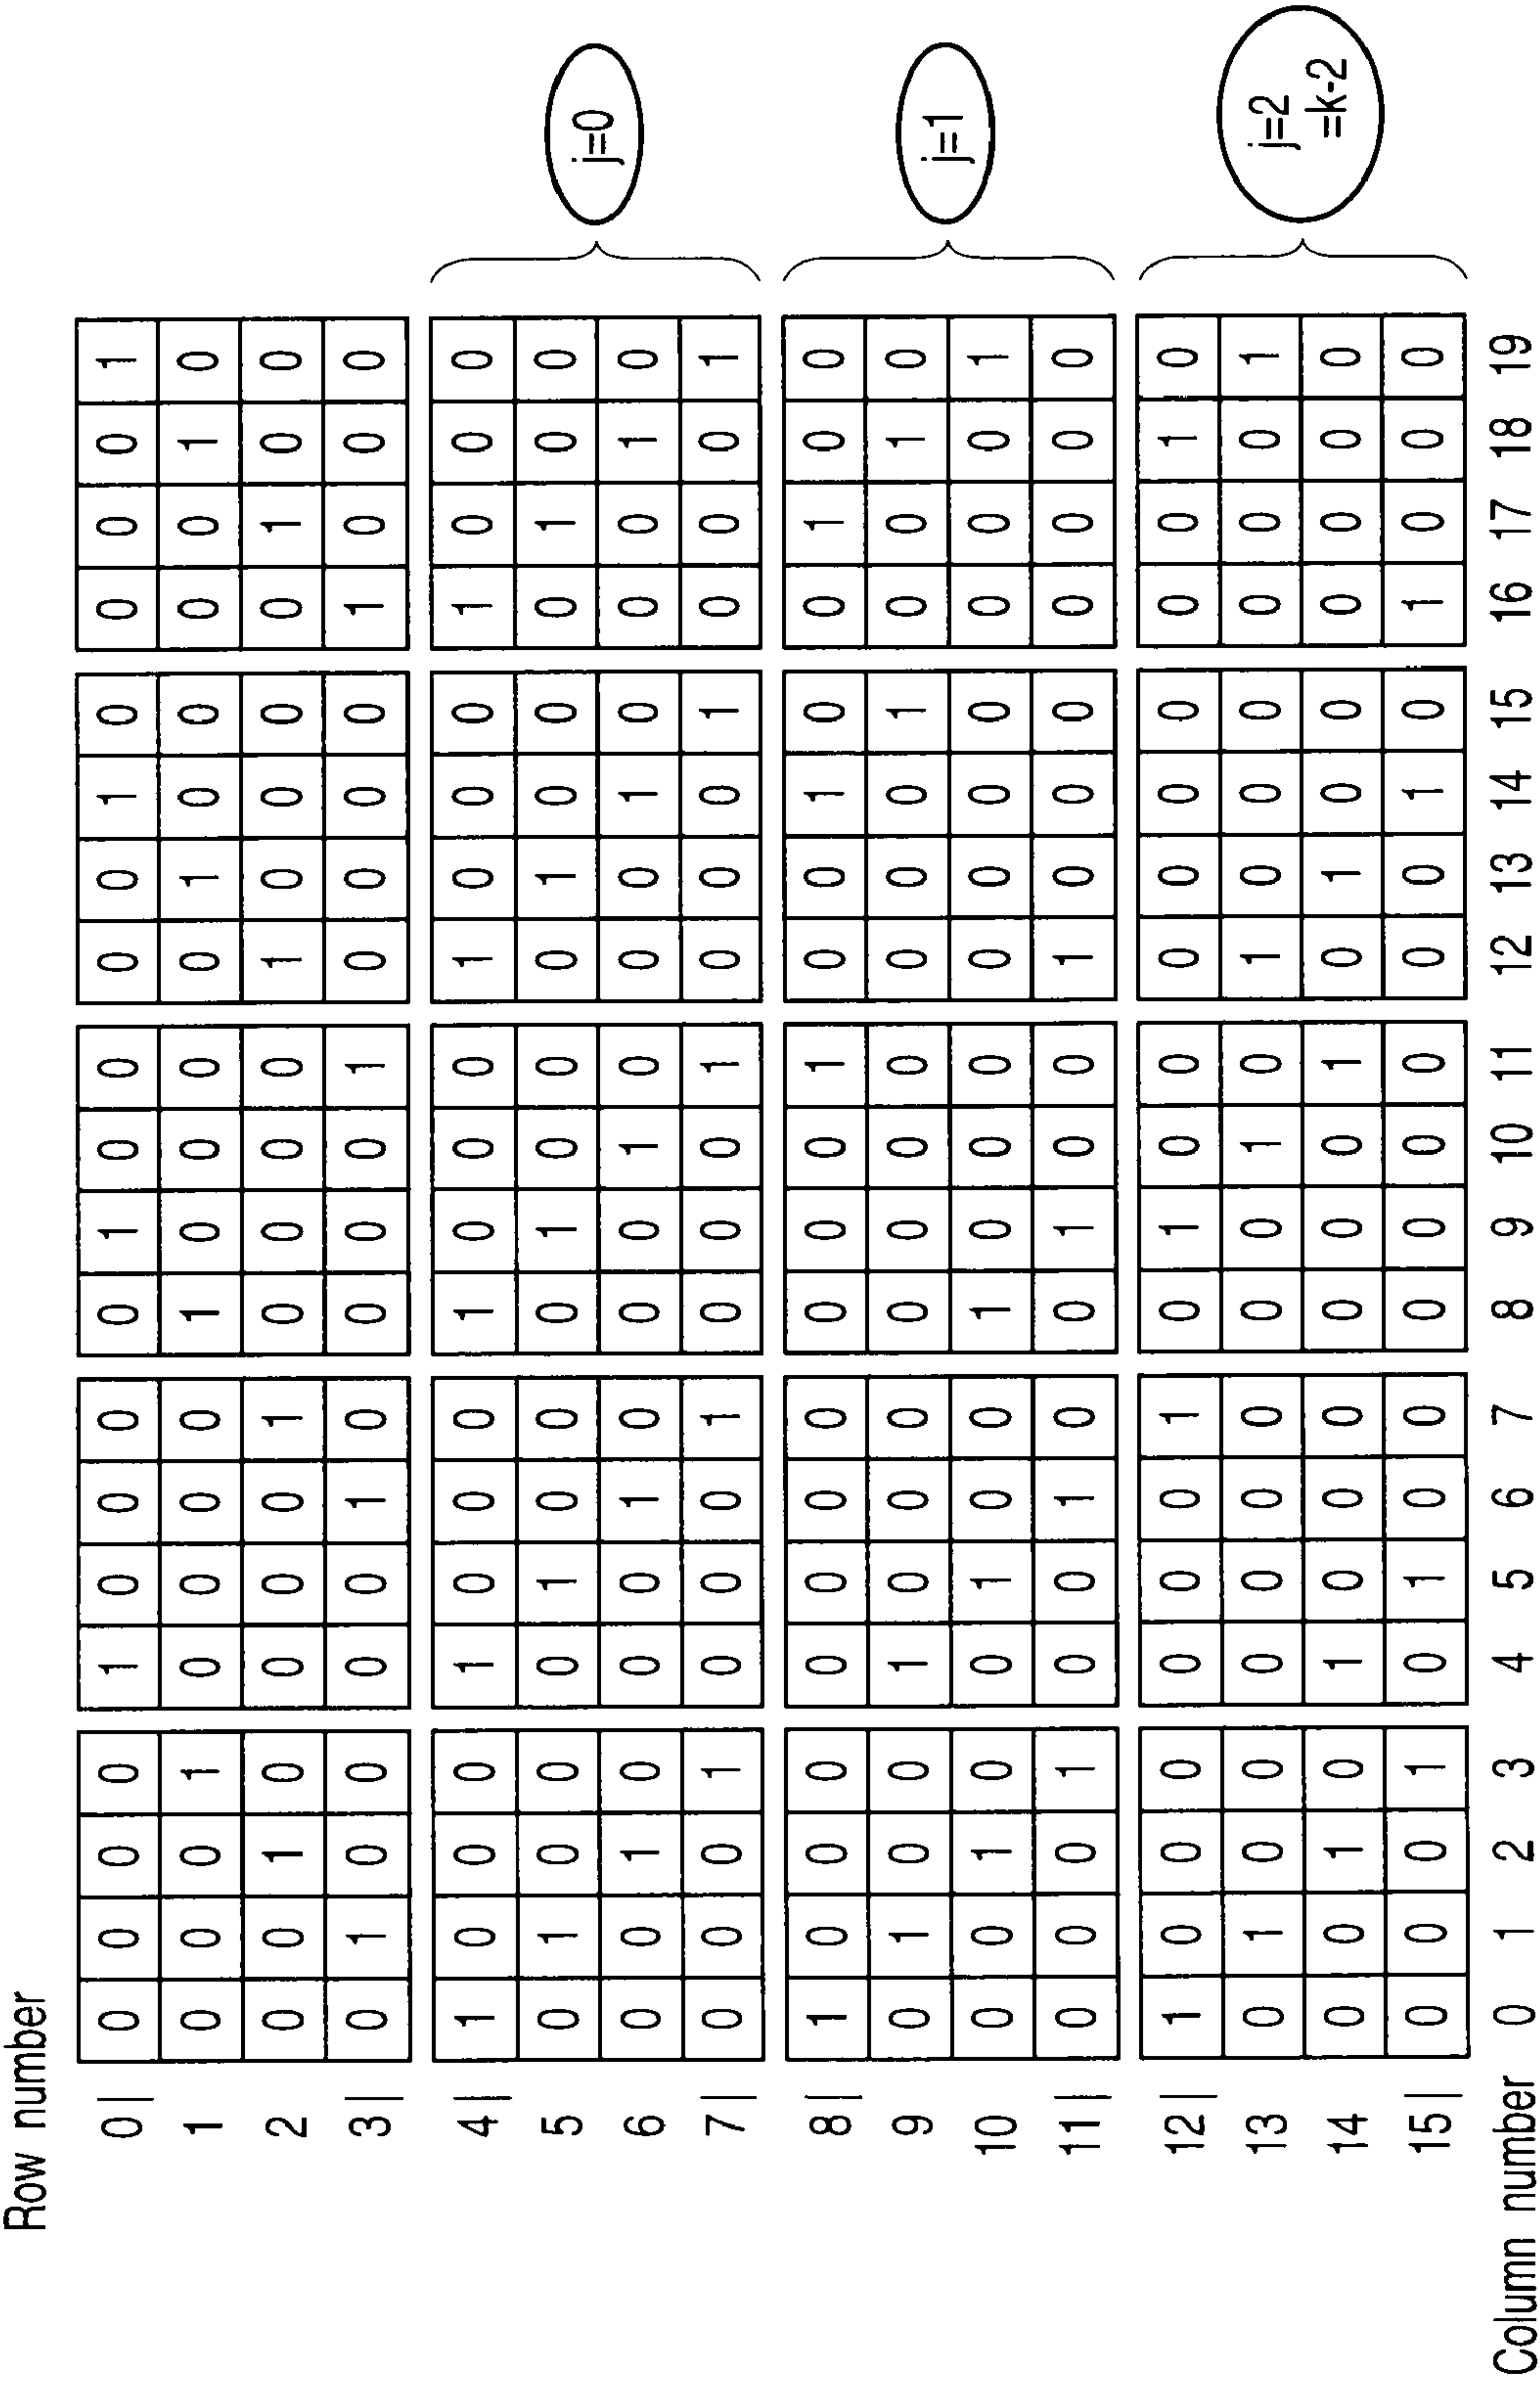 Row number
0 0 0 0 0 1 0 0 0 0 1 0 0 0 0 1 0 0 0 0 1
1 0 0 0 1 0 0 0 0 1 0 0 0 0 1 0 0 0 0 1 0
2 0 0 1 0 0 0 0 1 0 0 0 0 1 0 0 0 0 1 0 0
3 0 1 0 0 0 0 1 0 0 0 0 1 0 0 0 0 1 0 0 0
4 1 0 0 0 1 0 0 0 1 0 0 0 1 0 0 0 1 0 0 0
5 0 1 0 0 0 1 0 0 0 1 0 0 0 1 0 0 0 1 0 0
j=0
6 0 0 1 0 0 0 1 0 0 0 1 0 0 0 1 0 0 0 1 0
7 0 0 0 1 0 0 0 1 0 0 0 1 0 0 0 1 0 0 0 1
8 1 0 0 0 0 0 0 0 0 0 0 1 0 0 1 0 0 1 0 0
9 0 1 0 0 1 0 0 0 0 0 0 0 0 0 0 1 0 0 1 0
j=1
10 0 0 1 0 0 1 0 0 1 0 0 0 0 0 0 0 0 0 0 1
11 0 0 0 1 0 0 1 0 0 1 0 0 1 0 0 0 0 0 0 0
12 1 0 0 0 0 0 0 1 0 1 0 0 0 0 0 0 0 0 1 0
13 0 1 0 0 0 0 0 0 0 0 1 0 1 0 0 0 0 0 0 1
j=2
=k-2
14 0 0 1 0 1 0 0 0 0 0 0 1 0 1 0 0 0 0 0 0
15 0 0 0 1 0 1 0 0 0 0 0 0 0 0 1 0 1 0 0 0
Column number 0 1 2 3 4 5 6 7 8 9 10 11 12 13 14 15 16 17 18 19